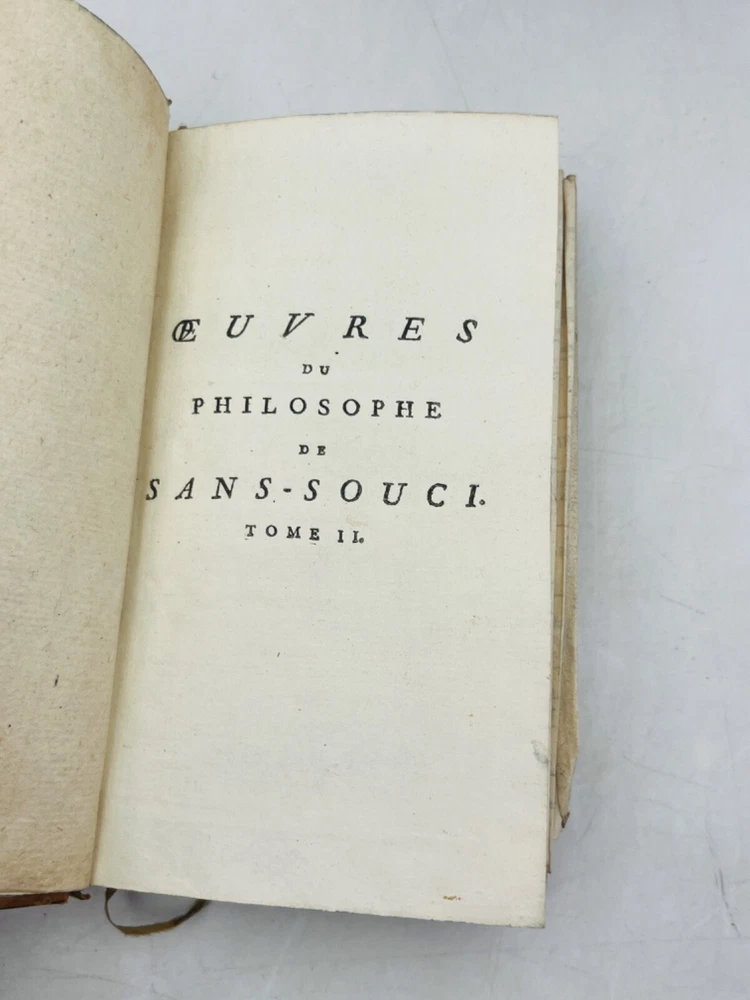 ŒUVRES
DU
PHILOSOPHE
DE
SANS-SOUCI.
TOME II.